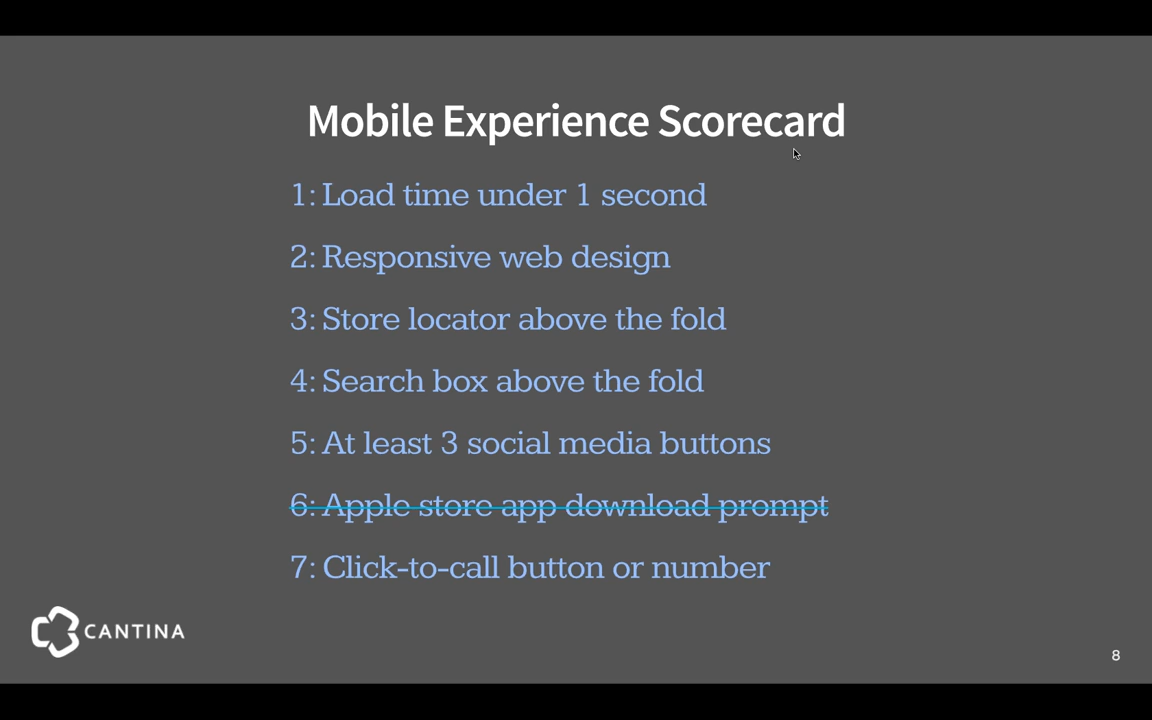 Mobile Experience Scorecard
1: Load time under 1 second
2: Responsive web design
3: Store locator above the fold
4: Search box above the fold
5: At least 3 social media buttons
6: Apple store app download prompt
7: Click-to-call button or number
CANTINA
8